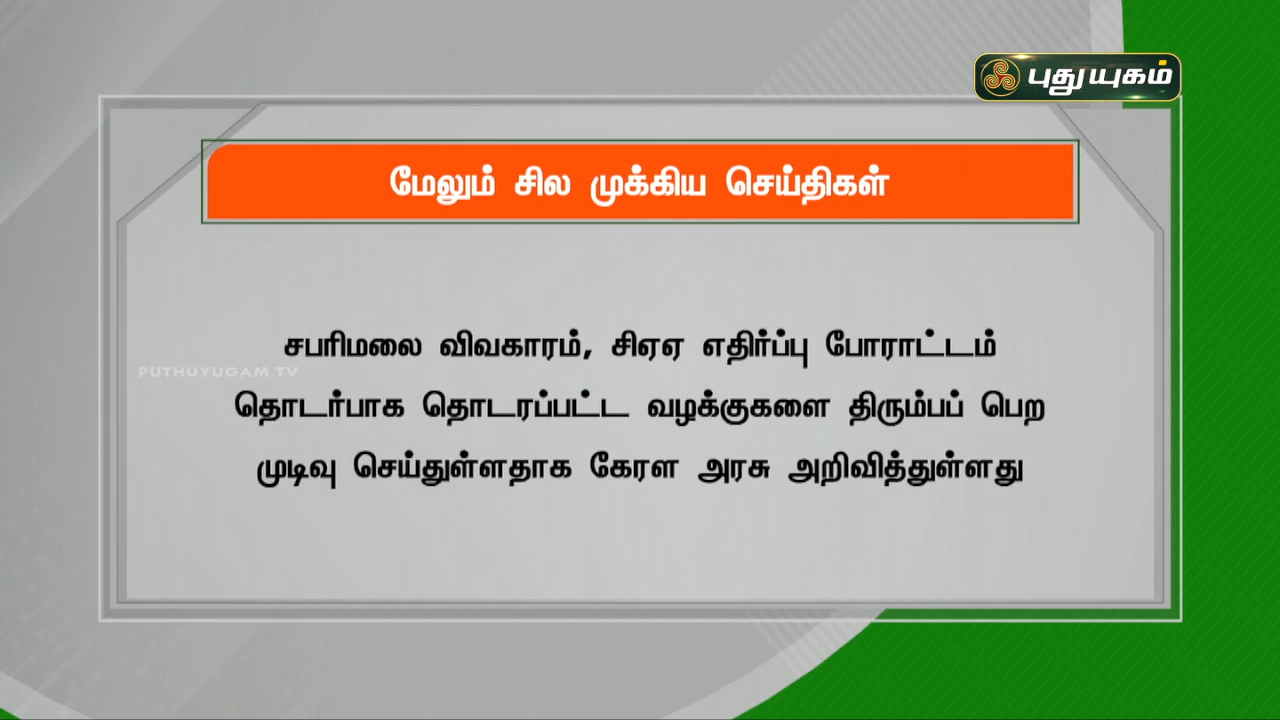 புதுயுகம்
மேலும் சில முக்கிய செய்திகள்
சபரிமலை விவகாரம், சிஏஏ எதிர்ப்பு போராட்டம்
PUTHUYUGAM TV
தொடர்பாக தொடரப்பட்ட வழக்குகளை திரும்பப் பெற
முடிவு செய்துள்ளதாக கேரள அரசு அறிவித்துள்ளது